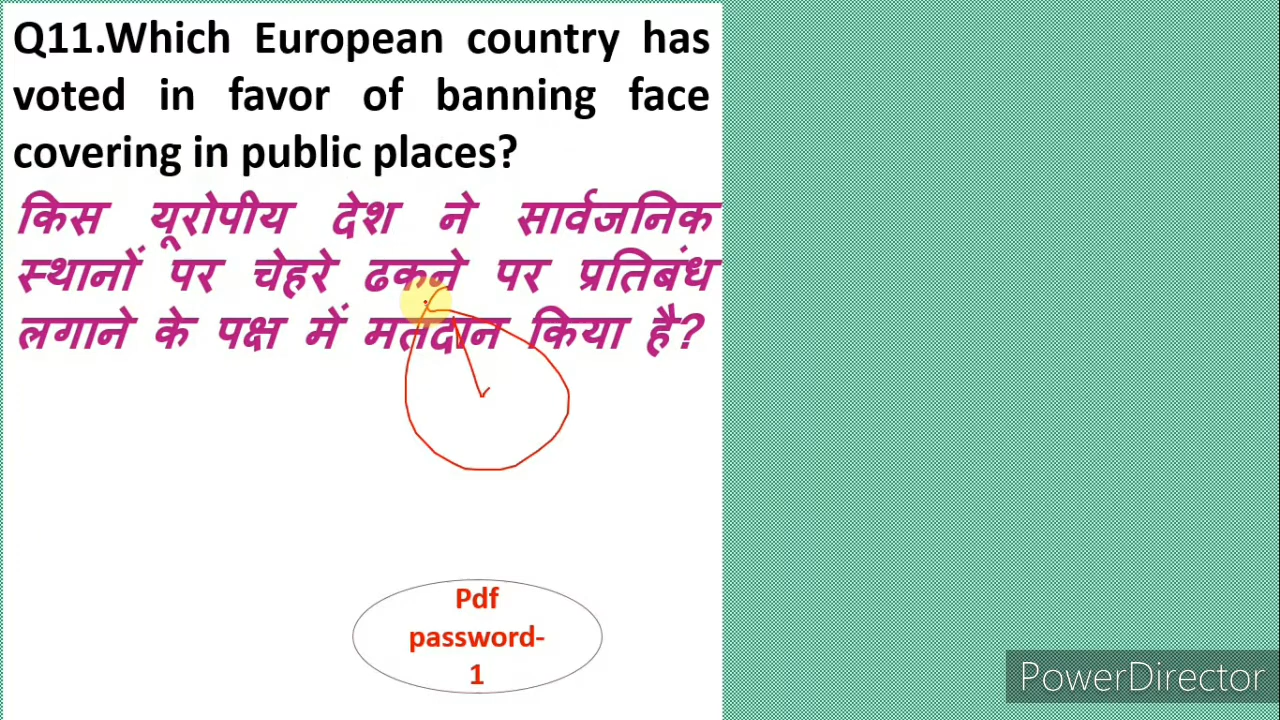 Q11.Which European country has
voted in favor of banning face
covering in public places?
किस यूरोपीय देश ने सार्वजनिक
स्थानों पर चेहरे ढकने पर प्रतिबंध
लगाने के पक्ष में मतदान किया है?
Pdf
password-
1
PowerDirector